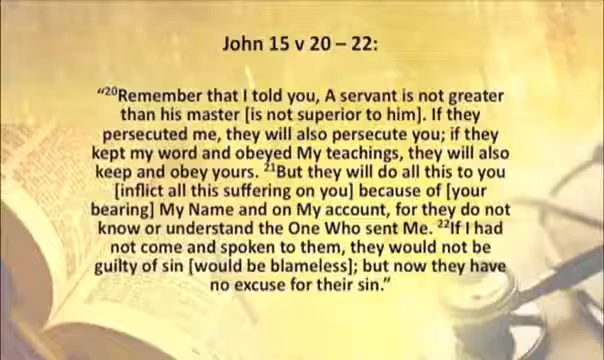 John 15 v 20 – 22:
“²⁰Remember that I told you, A servant is not greater
than his master [is not superior to him]. If they
persecuted me, they will also persecute you; if they
kept my word and obeyed My teachings, they will also
keep and obey yours. ²¹But they will do all this to you
[inflict all this suffering on you] because of [your
bearing] My Name and on My account, for they do not
know or understand the One Who sent Me. ²²If I had
not come and spoken to them, they would not be
guilty of sin [would be blameless]; but now they have
no excuse for their sin.”